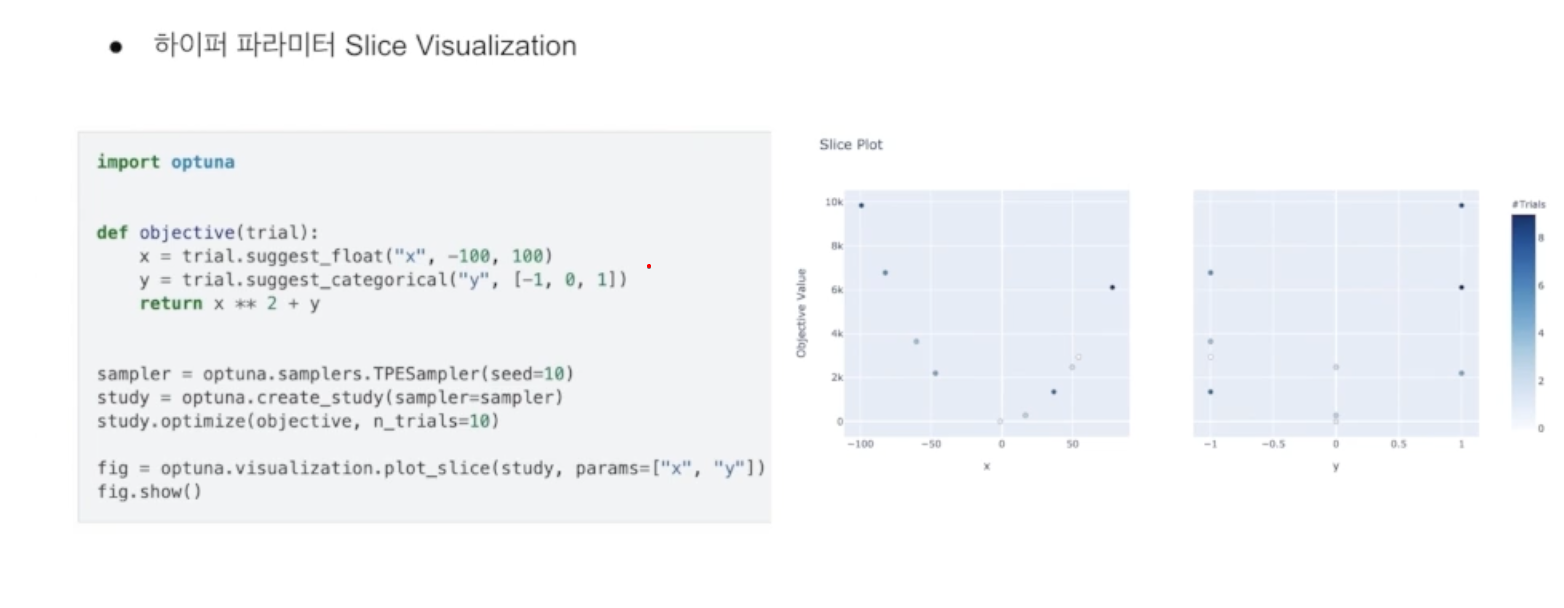 ● 하이퍼 파라미터 Slice Visualization
import optuna
def objective(trial):
    x = trial.suggest_float("x", -100, 100)
    y = trial.suggest_categorical("y", [-1, 0, 1])
    return x ** 2 + y
sampler = optuna.samplers.TPESampler(seed=10)
study = optuna.create_study(sampler=sampler)
study.optimize(objective, n_trials=10)
fig = optuna.visualization.plot_slice(study, params=["x", "y"])
fig.show()
Slice Plot
Objective Value
10k
8k
6k
4k
2k
0
−100 −50 0 50
x
−1 −0.5 0 0.5 1
y
#Trials
8
6
4
2
0